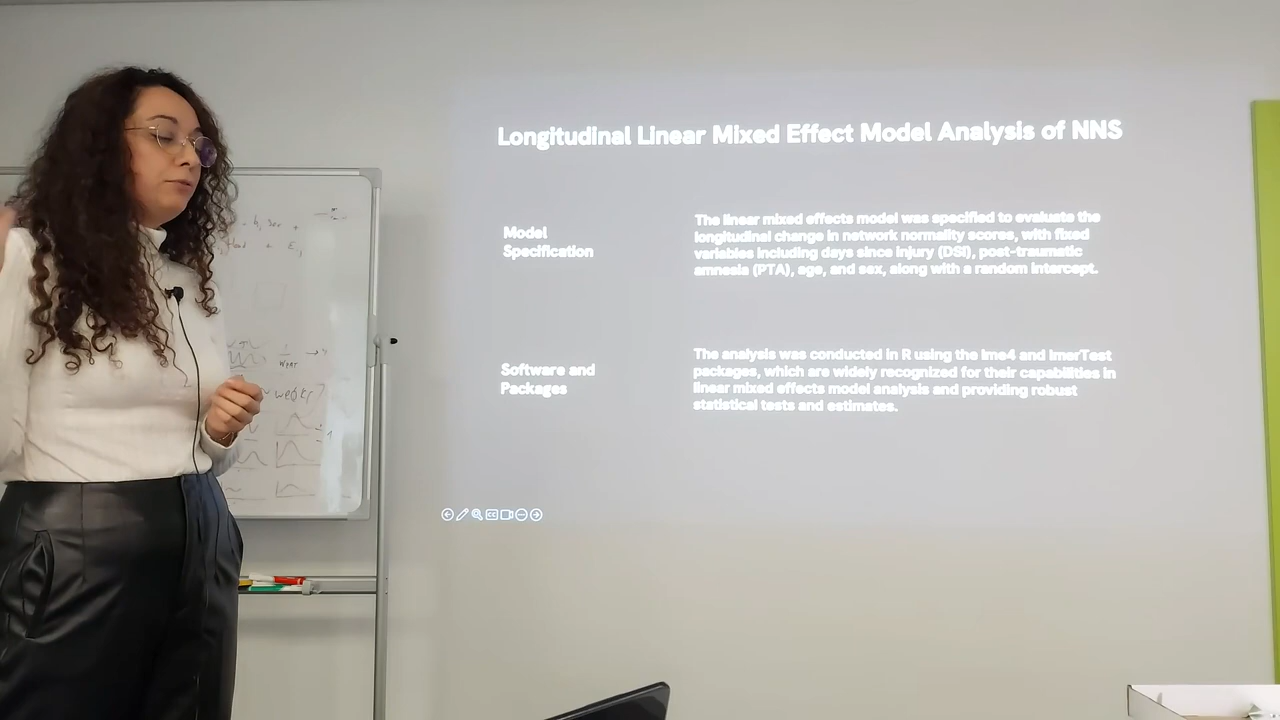 Longitudinal Linear Mixed Effect Model Analysis of NNS
Model
Specification
The linear mixed effects model was specified to evaluate the
longitudinal change in network normality scores, with fixed
variables including days since injury (DSI), post-traumatic
amnesia (PTA), age, and sex, along with a random intercept.
Software and
Packages
The analysis was conducted in R using the lme4 and lmerTest
packages, which are widely recognized for their capabilities in
linear mixed effects model analysis and providing robust
statistical tests and estimates.